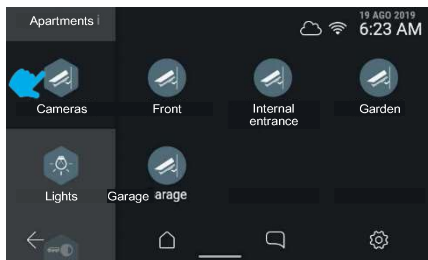 Apartments
19 AGO 2019
6:23 AM
Cameras
Front
Internal
entrance
Garden
Lights
Garage arage